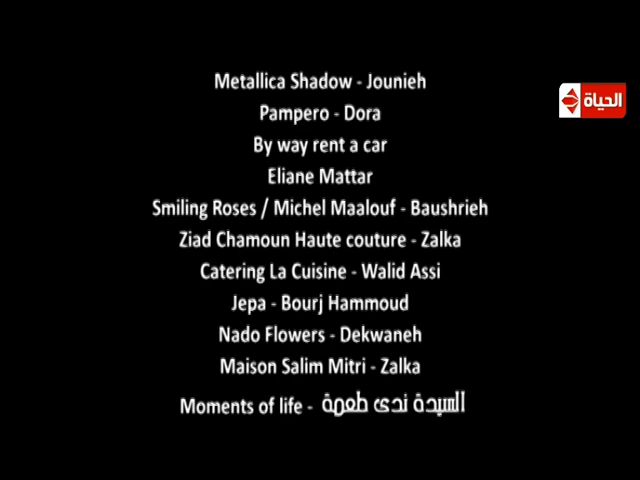 Metallica Shadow - Jounieh
الحياة
Pampero - Dora
By way rent a car
Eliane Mattar
Smiling Roses / Michel Maalouf - Baushrieh
Ziad Chamoun Haute couture - Zalka
Catering La Cuisine - Walid Assi
Jepa - Bourj Hammoud
Nado Flowers - Dekwaneh
Maison Salim Mitri - Zalka
Moments of life - السيدة ندى طعمة